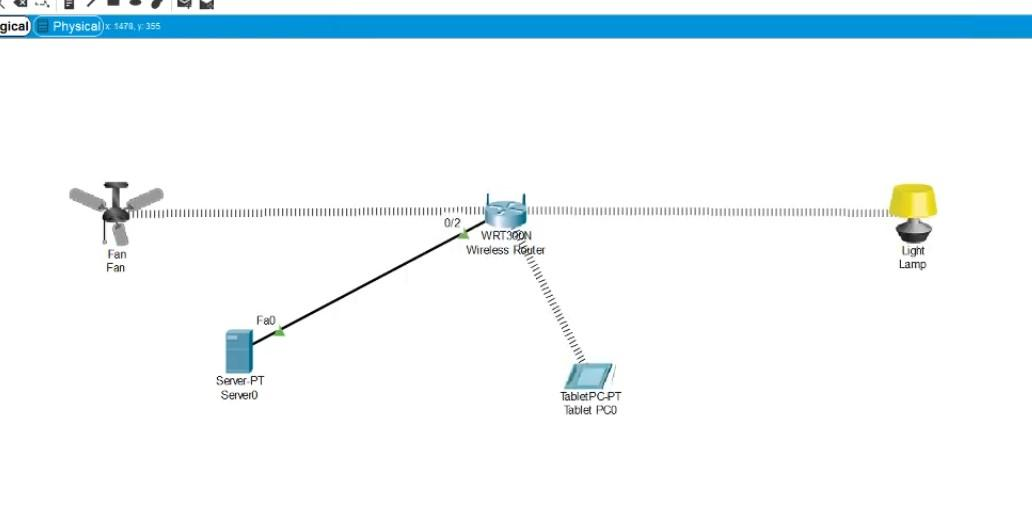 gical Physical x: 1478, y: 355
0/2
WRT300N
Wireless Router
Fan
Fan
Light
Lamp
Fa0
Server-PT
Server0
TabletPC-PT
Tablet PC0